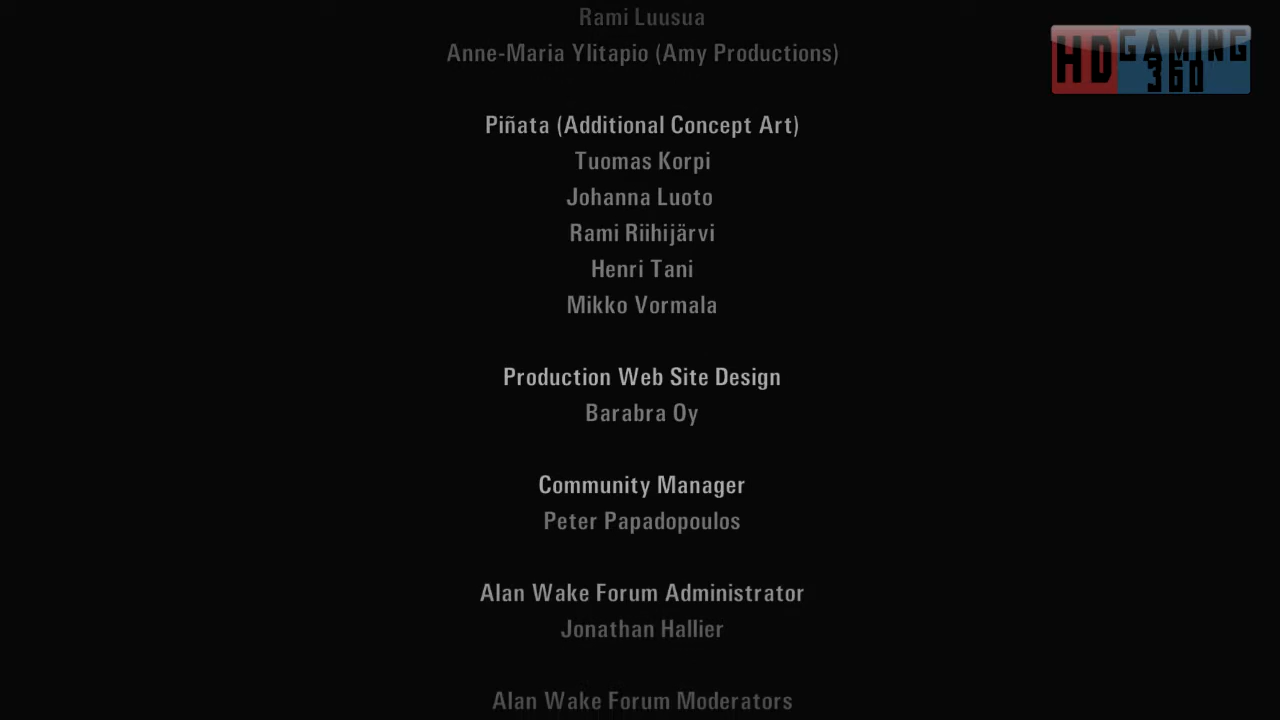 Rami Luusua
Anne-Maria Ylitapio (Amy Productions)
Piñata (Additional Concept Art)
Tuomas Korpi
Johanna Luoto
Rami Riihijärvi
Henri Tani
Mikko Vormala
Production Web Site Design
Barabra Oy
Community Manager
Peter Papadopoulos
Alan Wake Forum Administrator
Jonathan Hallier
Alan Wake Forum Moderators
HD GAMING
360